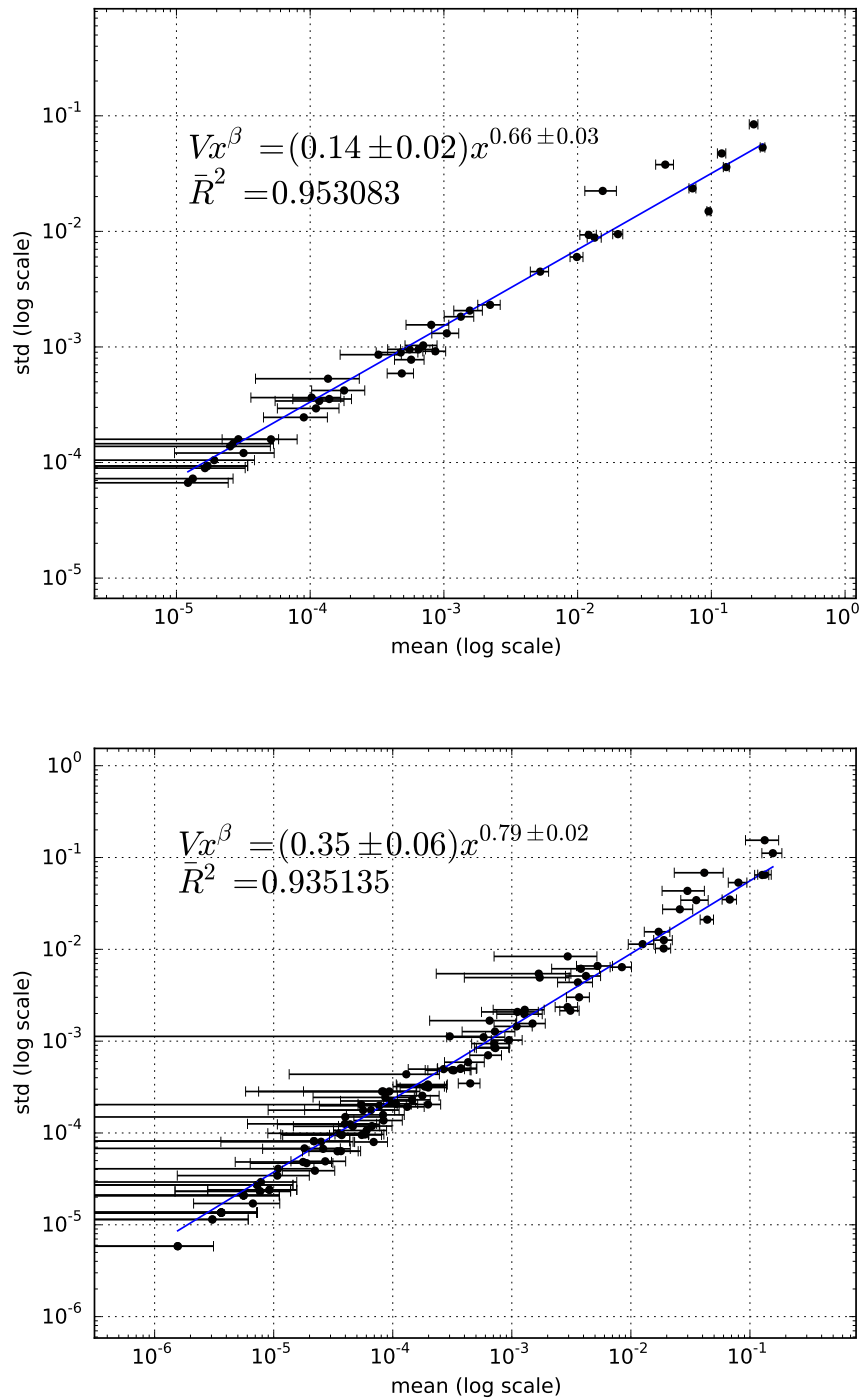 10^-1
Vx^β =(0.14±0.02)x^0.66±0.03
R̄^2 =0.953083
10^-2
std (log scale)
10^-3
10^-4
10^-5
10^-5 10^-4 10^-3 10^-2 10^-1 10^0
mean (log scale)
10^0
Vx^β =(0.35±0.06)x^0.79±0.02
R̄^2 =0.935135
10^-1
10^-2
std (log scale)
10^-3
10^-4
10^-5
10^-6
10^-6 10^-5 10^-4 10^-3 10^-2 10^-1
mean (log scale)